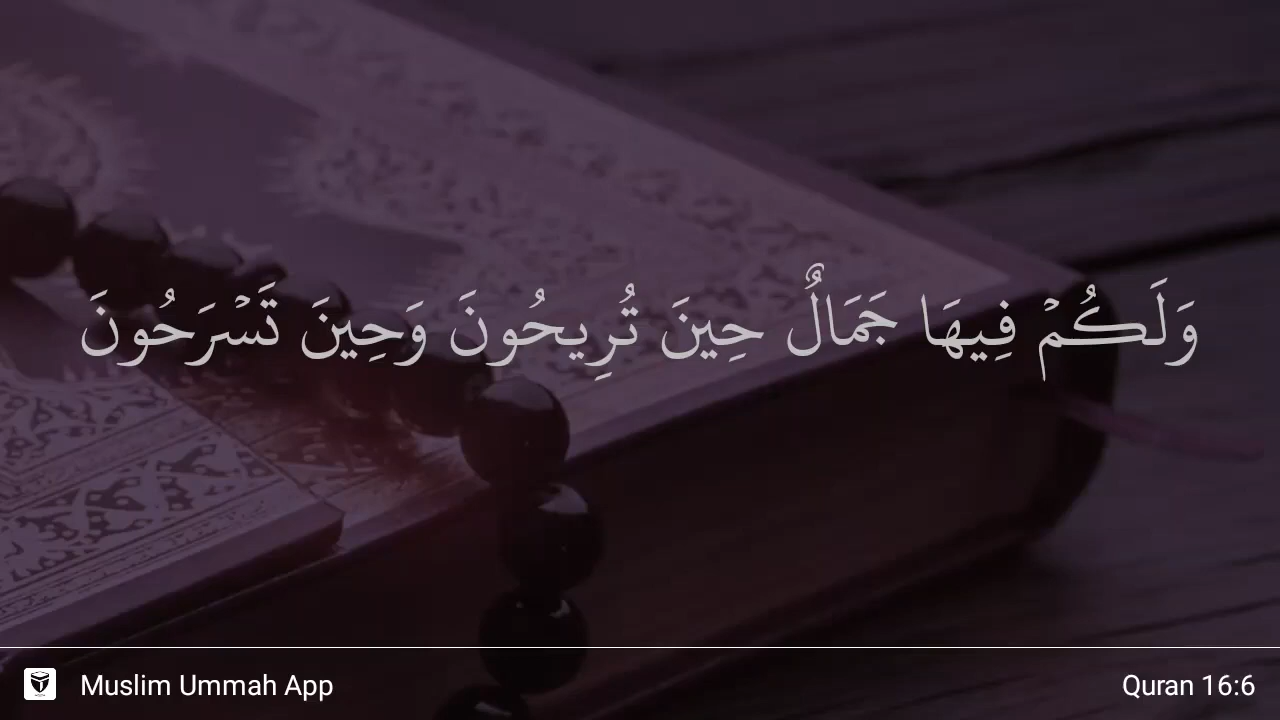 وَلَكُمۡ فِيهَا جَمَالٌ حِينَ تُرِيحُونَ وَحِينَ تَسۡرَحُونَ
Muslim Ummah App
Quran 16:6